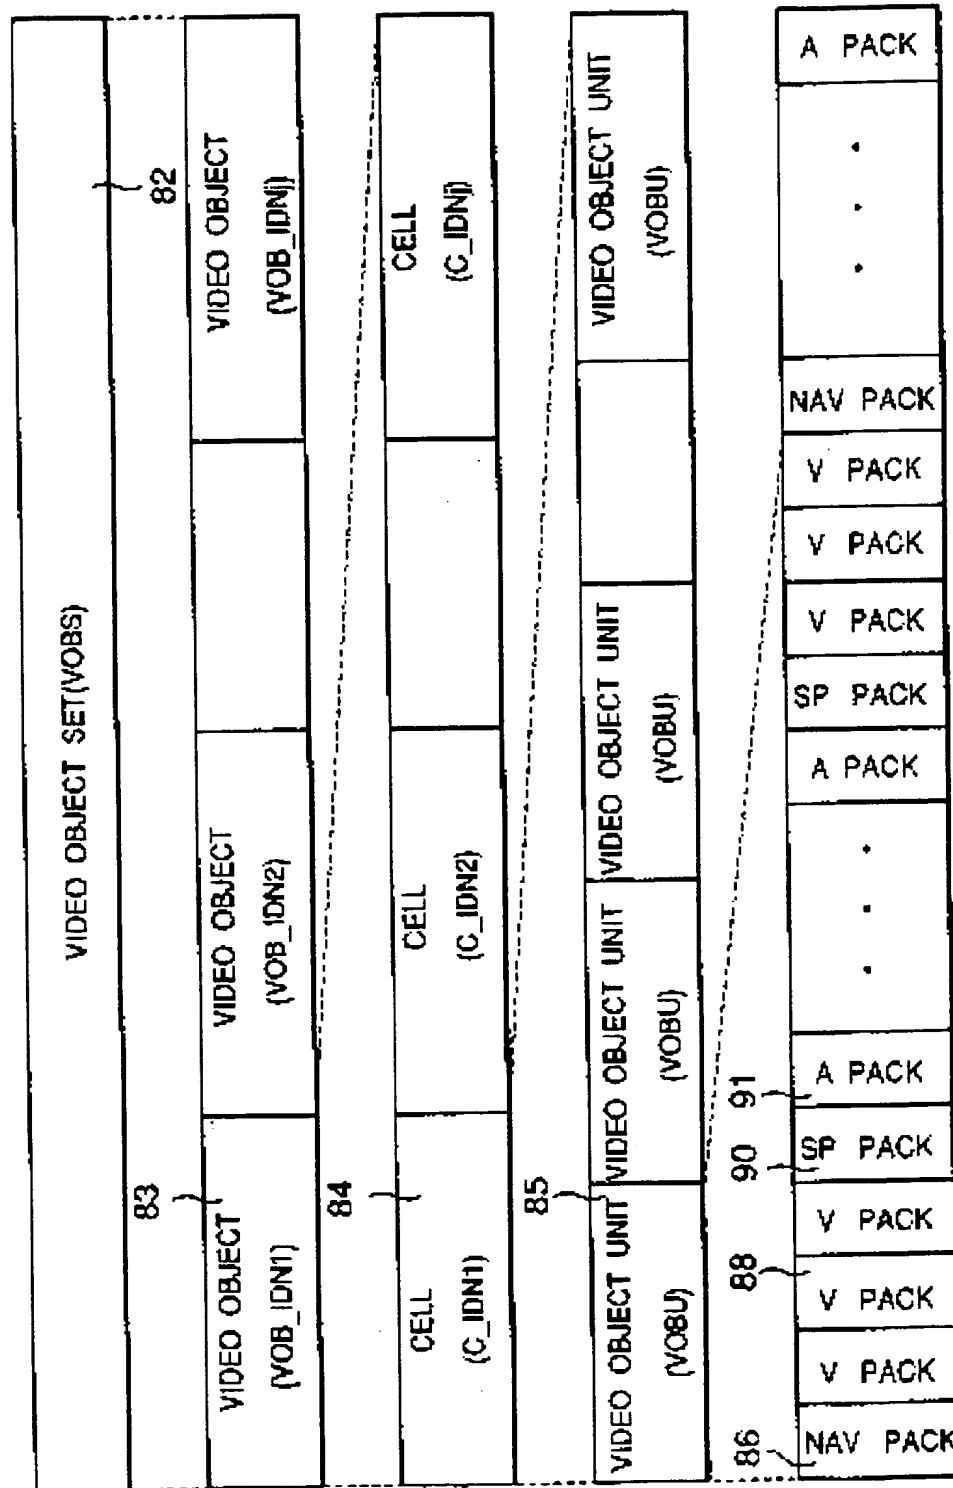 VIDEO OBJECT SET(VOBS)
82
83
VIDEO OBJECT
(VOB_IDN1)
VIDEO OBJECT
(VOB_IDN2)
VIDEO OBJECT
(VOB_IDNj)
84
CELL
(C_IDN1)
CELL
(C_IDN2)
CELL
(C_IDNj)
85
VIDEO OBJECT UNIT
(VOBU)
VIDEO OBJECT UNIT
(VOBU)
VIDEO OBJECT UNIT
(VOBU)
VIDEO OBJECT UNIT
(VOBU)
86
88
90
91
NAV PACK
V PACK
V PACK
V PACK
SP PACK
A PACK
• • •
A PACK
SP PACK
V PACK
V PACK
V PACK
NAV PACK
• • •
A PACK